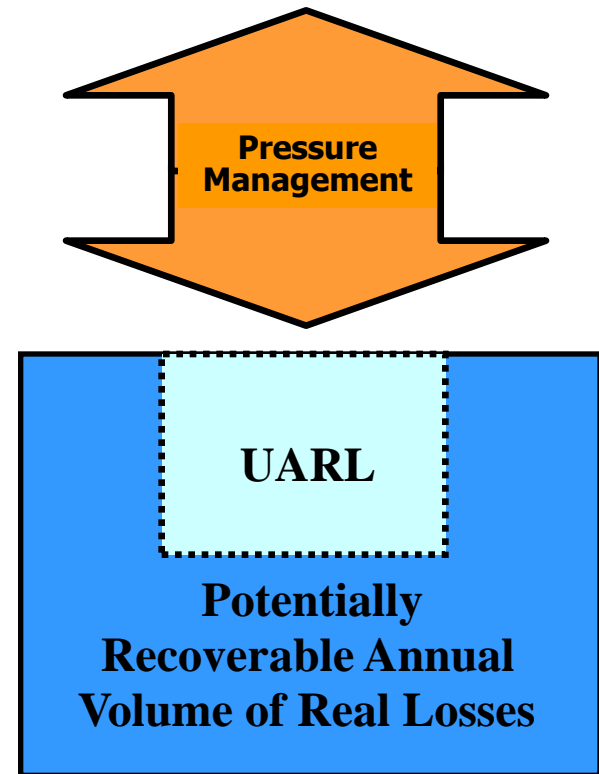 Pressure
Management
UARL
Potentially
Recoverable Annual
Volume of Real Losses